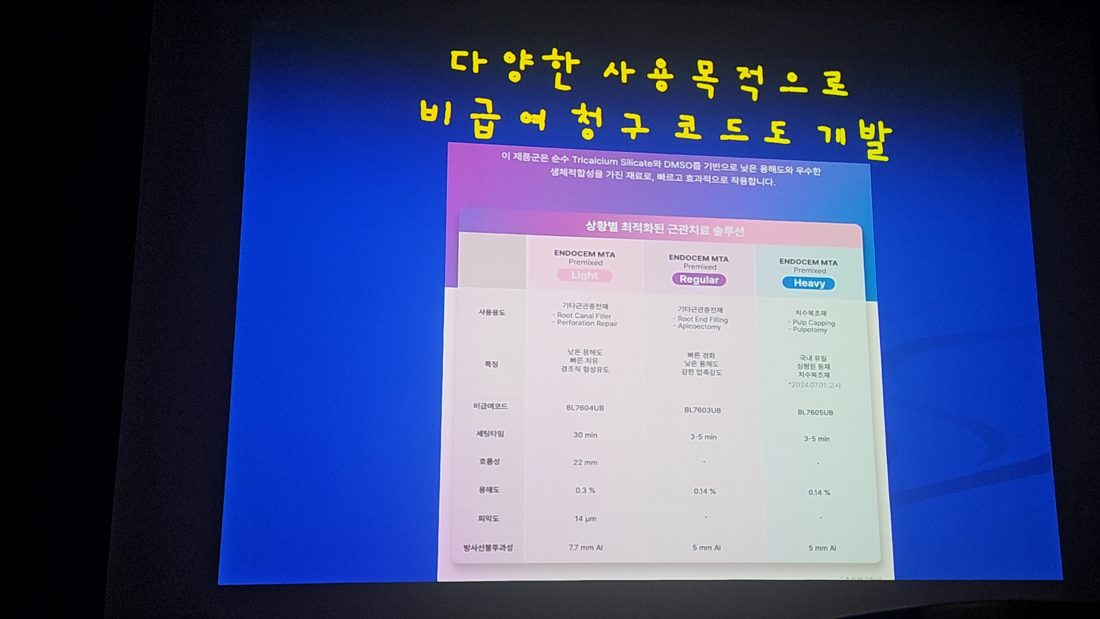 다양한 사용목적으로
비급여 청구 코드도 개발
이 제품군은 순수 Tricalcium Silicate와 DMSO를 기반으로 낮은 용해도와 우수한
생체적합성을 가진 재료로, 빠르고 효과적으로 작용합니다.
상황별 최적화된 근관치료 솔루션
ENDOCEM MTA Premixed Light
ENDOCEM MTA Premixed Regular
ENDOCEM MTA Premixed Heavy
사용용도
기타근관충전재
- Root Canal Filler
- Perforation Repair
기타근관충전재
- Root End Filling
- Apicoectomy
치수복조재
- Pulp Capping
- Pulpotomy
특징
낮은 용해도
빠른 치유
경조직 형성유도
빠른 경화
낮은 용해도
강한 압축강도
국내 유일
심평원 등재
치수복조재
*2024.07.01 고시
비급여코드 BL7604UB BL7603UB BL7605UB
세팅타임 30 min 3-5 min 3-5 min
흐름성 22 mm - -
용해도 0.3 % 0.14 % 0.14 %
피막도 14 μm - -
방사선불투과성 7.7 mm Al 5 mm Al 5 mm Al